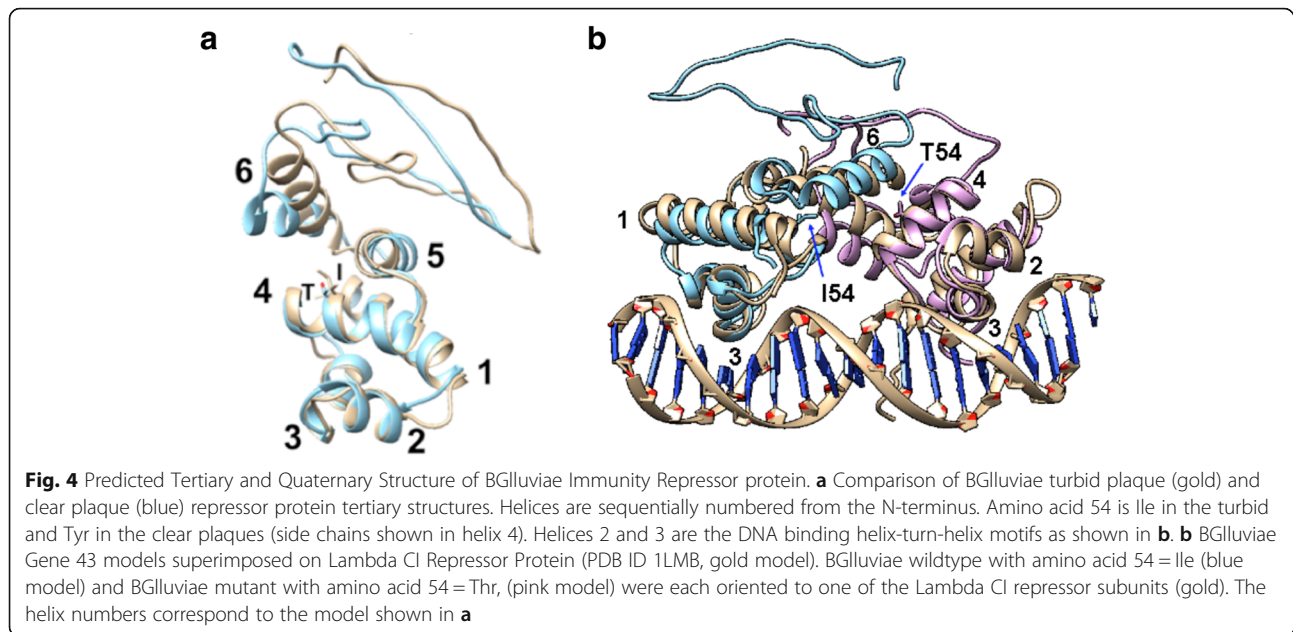 a
b
6
5
4
I
T
1
3
2
6
T54
4
1
2
I54
3
3
Fig. 4 Predicted Tertiary and Quaternary Structure of BGlluviae Immunity Repressor protein. a Comparison of BGlluviae turbid plaque (gold) and
clear plaque (blue) repressor protein tertiary structures. Helices are sequentially numbered from the N-terminus. Amino acid 54 is Ile in the turbid
and Tyr in the clear plaques (side chains shown in helix 4). Helices 2 and 3 are the DNA binding helix-turn-helix motifs as shown in b. b BGlluviae
Gene 43 models superimposed on Lambda CI Repressor Protein (PDB ID 1LMB, gold model). BGlluviae wildtype with amino acid 54 = Ile (blue
model) and BGlluviae mutant with amino acid 54 = Thr, (pink model) were each oriented to one of the Lambda CI repressor subunits (gold). The
helix numbers correspond to the model shown in a